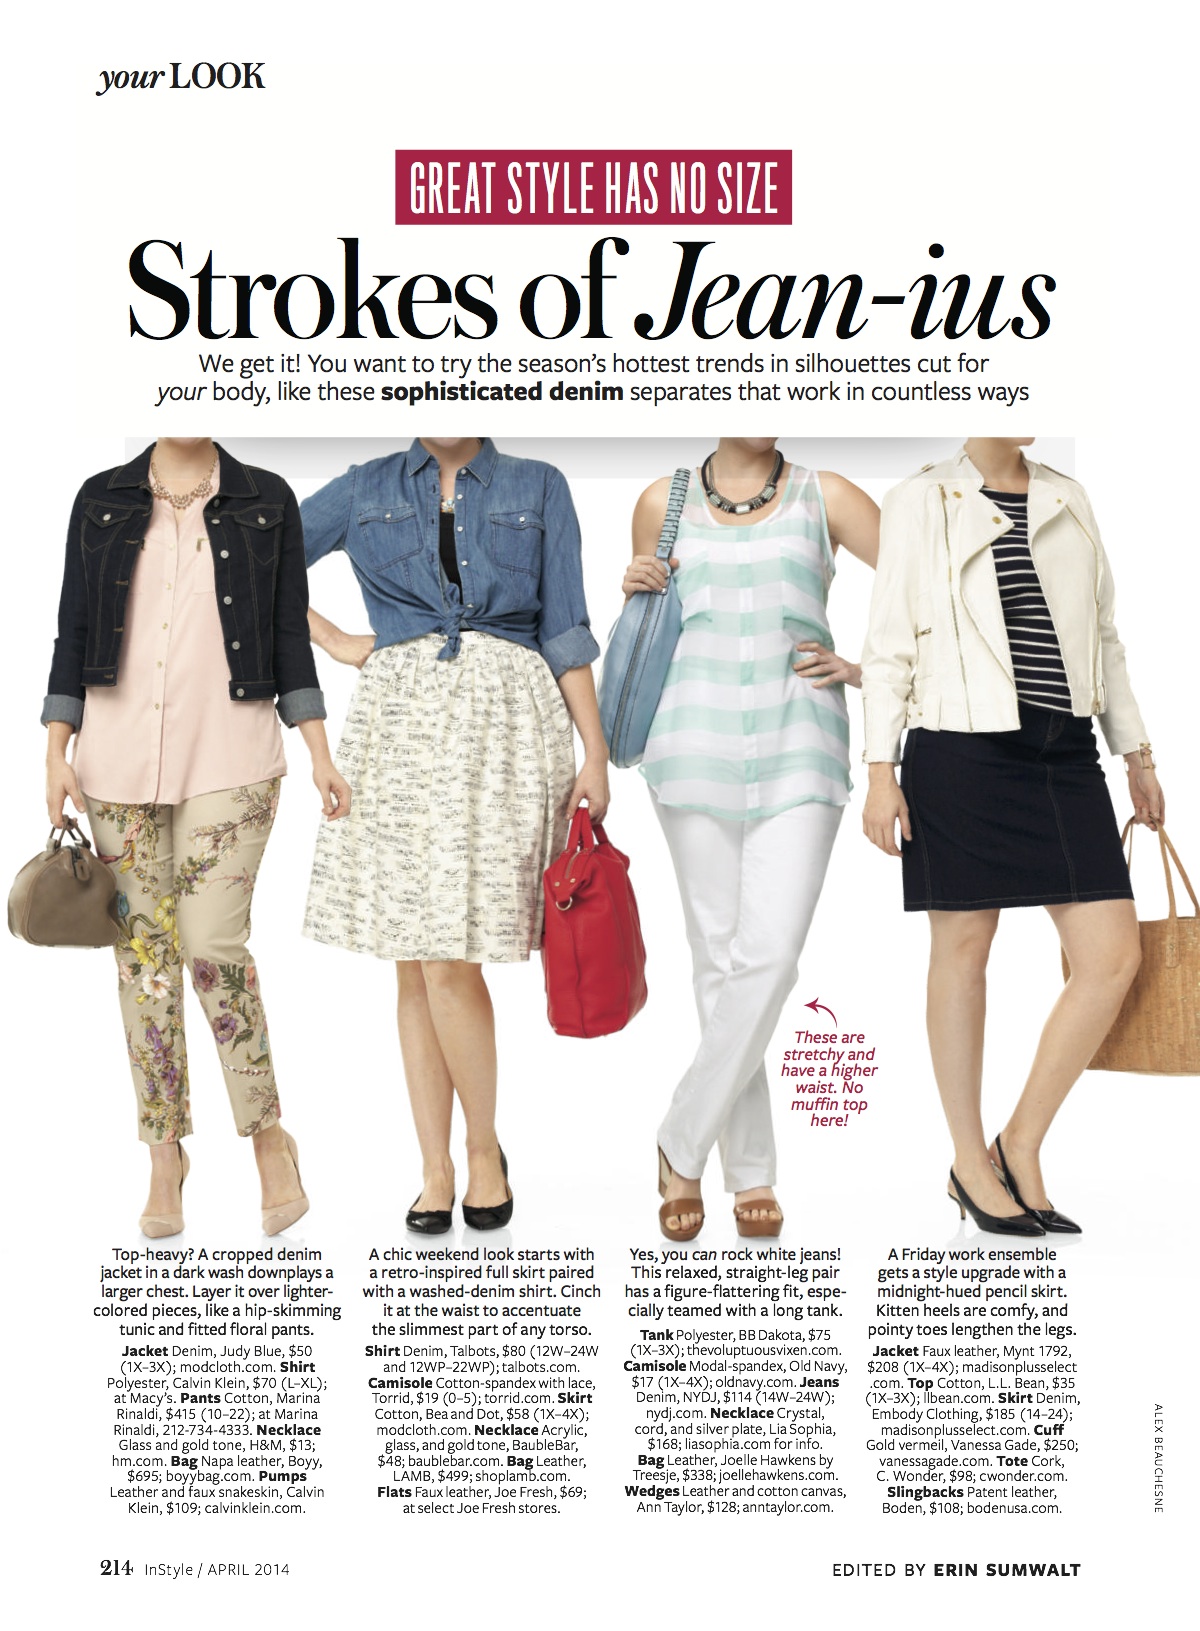 your LOOK
GREAT STYLE HAS NO SIZE
Strokes of Jean-ius
We get it! You want to try the season’s hottest trends in silhouettes cut for
your body, like these sophisticated denim separates that work in countless ways
These are
stretchy and
have a higher
waist. No
muffin top
here!
Top-heavy? A cropped denim
jacket in a dark wash downplays a
larger chest. Layer it over lighter-
colored pieces, like a hip-skimming
tunic and fitted floral pants.
Jacket Denim, Judy Blue, $50
(1X–3X); modcloth.com. Shirt
Polyester, Calvin Klein, $70 (L–XL);
at Macy’s. Pants Cotton, Marina
Rinaldi, $415 (10–22); at Marina
Rinaldi, 212-734-4333. Necklace
Glass and gold tone, H&M, $13;
hm.com. Bag Napa leather, Boyy,
$695; boyybag.com. Pumps
Leather and faux snakeskin, Calvin
Klein, $109; calvinklein.com.
A chic weekend look starts with
a retro-inspired full skirt paired
with a washed-denim shirt. Cinch
it at the waist to accentuate
the slimmest part of any torso.
Shirt Denim, Talbots, $80 (12W–24W
and 12WP–22WP); talbots.com.
Camisole Cotton-spandex with lace,
Torrid, $19 (0–5); torrid.com. Skirt
Cotton, Bea and Dot, $58 (1X–4X);
modcloth.com. Necklace Acrylic,
glass, and gold tone, BaubleBar,
$48; baublebar.com. Bag Leather,
LAMB, $499; shoplamb.com.
Flats Faux leather, Joe Fresh, $69;
at select Joe Fresh stores.
Yes, you can rock white jeans!
This relaxed, straight-leg pair
has a figure-flattering fit, espe-
cially teamed with a long tank.
Tank Polyester, BB Dakota, $75
(1X–3X); thevoluptuousvixen.com.
Camisole Modal-spandex, Old Navy,
$17 (1X–4X); oldnavy.com. Jeans
Denim, NYDJ, $114 (14W–24W);
nydj.com. Necklace Crystal,
cord, and silver plate, Lia Sophia,
$168; liasophia.com for info.
Bag Leather, Joelle Hawkens by
Treesje, $338; joellehawkens.com.
Wedges Leather and cotton canvas,
Ann Taylor, $128; anntaylor.com.
A Friday work ensemble
gets a style upgrade with a
midnight-hued pencil skirt.
Kitten heels are comfy, and
pointy toes lengthen the legs.
Jacket Faux leather, Mynt 1792,
$208 (1X–4X); madisonplusselect
.com. Top Cotton, L.L. Bean, $35
(1X–3X); llbean.com. Skirt Denim,
Embody Clothing, $185 (14–24);
madisonplusselect.com. Cuff
Gold vermeil, Vanessa Gade, $250;
vanessagade.com. Tote Cork,
C. Wonder, $98; cwonder.com.
Slingbacks Patent leather,
Boden, $108; bodenusa.com.
ALEX BEAUCHESNE
214 InStyle / APRIL 2014
EDITED BY ERIN SUMWALT